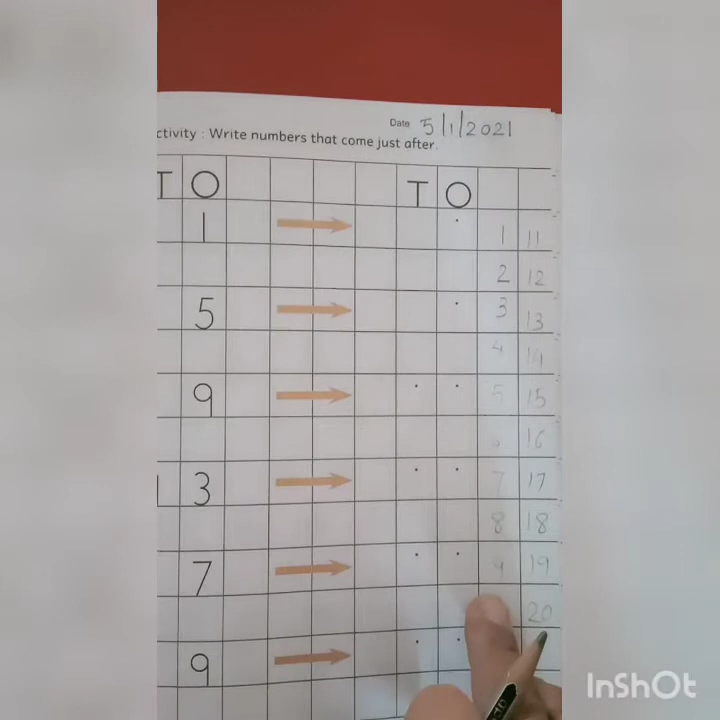 Date 5/1/2021
ctivity : Write numbers that come just after.
T O T O
1 1 11
2 12
5 3 13
4 14
9 5 15
16
1 3 7 17
8 18
7 9 19
20
9
InShOt